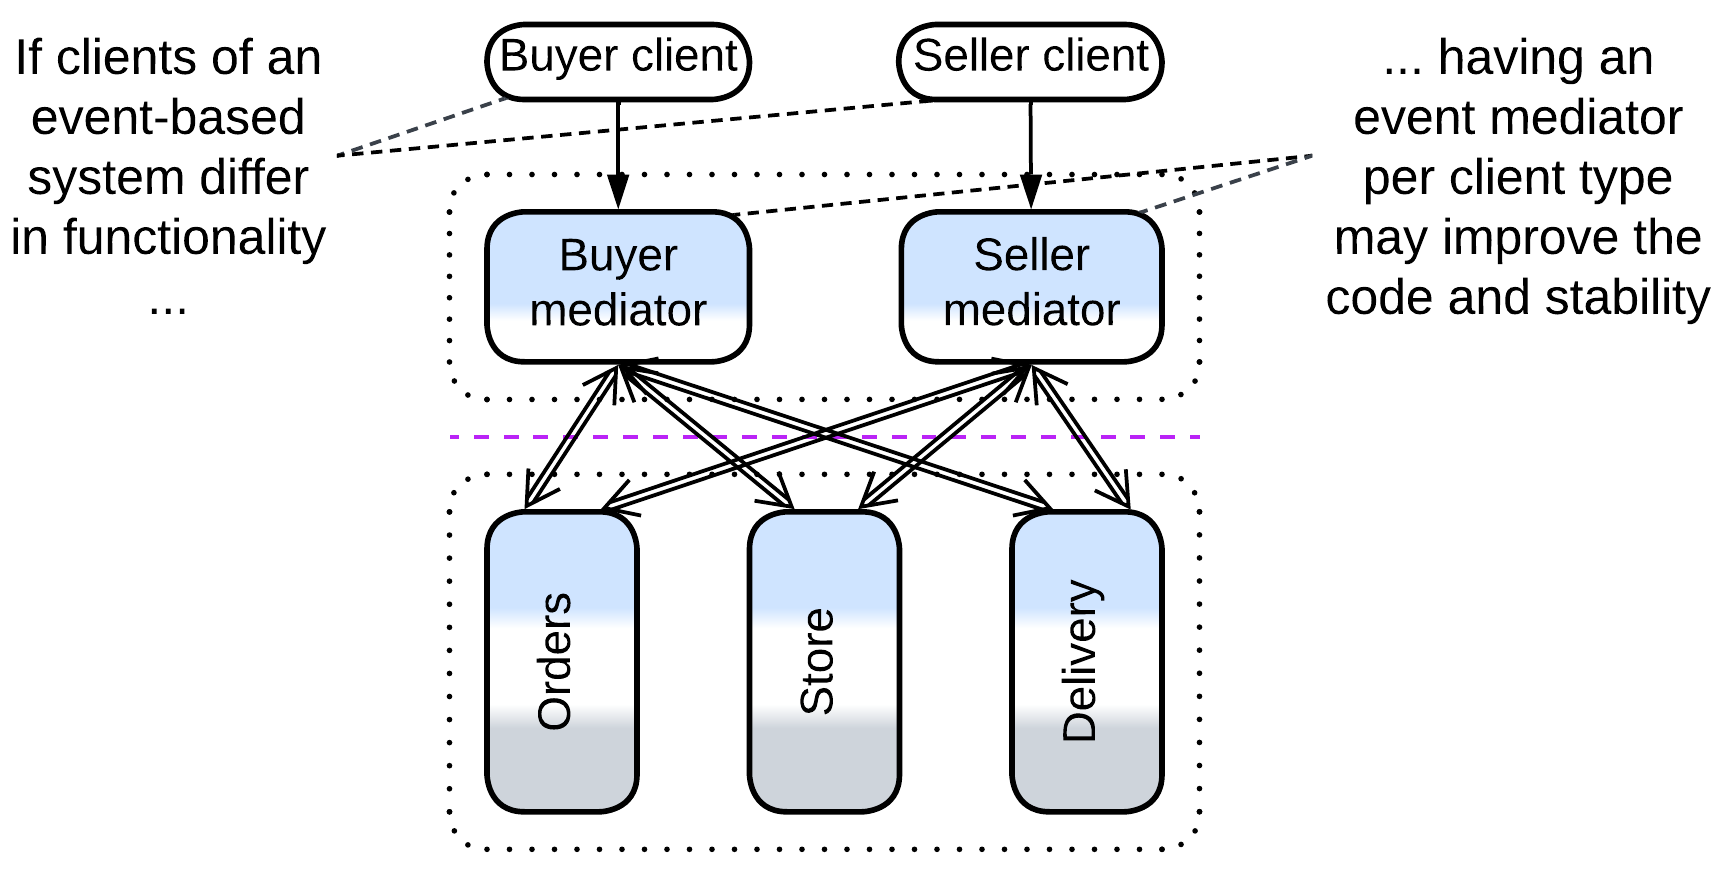 If clients of an
event-based
system differ
in functionality
...
Buyer client
Seller client
... having an
event mediator
per client type
may improve the
code and stability
Buyer
mediator
Seller
mediator
Orders
Store
Delivery